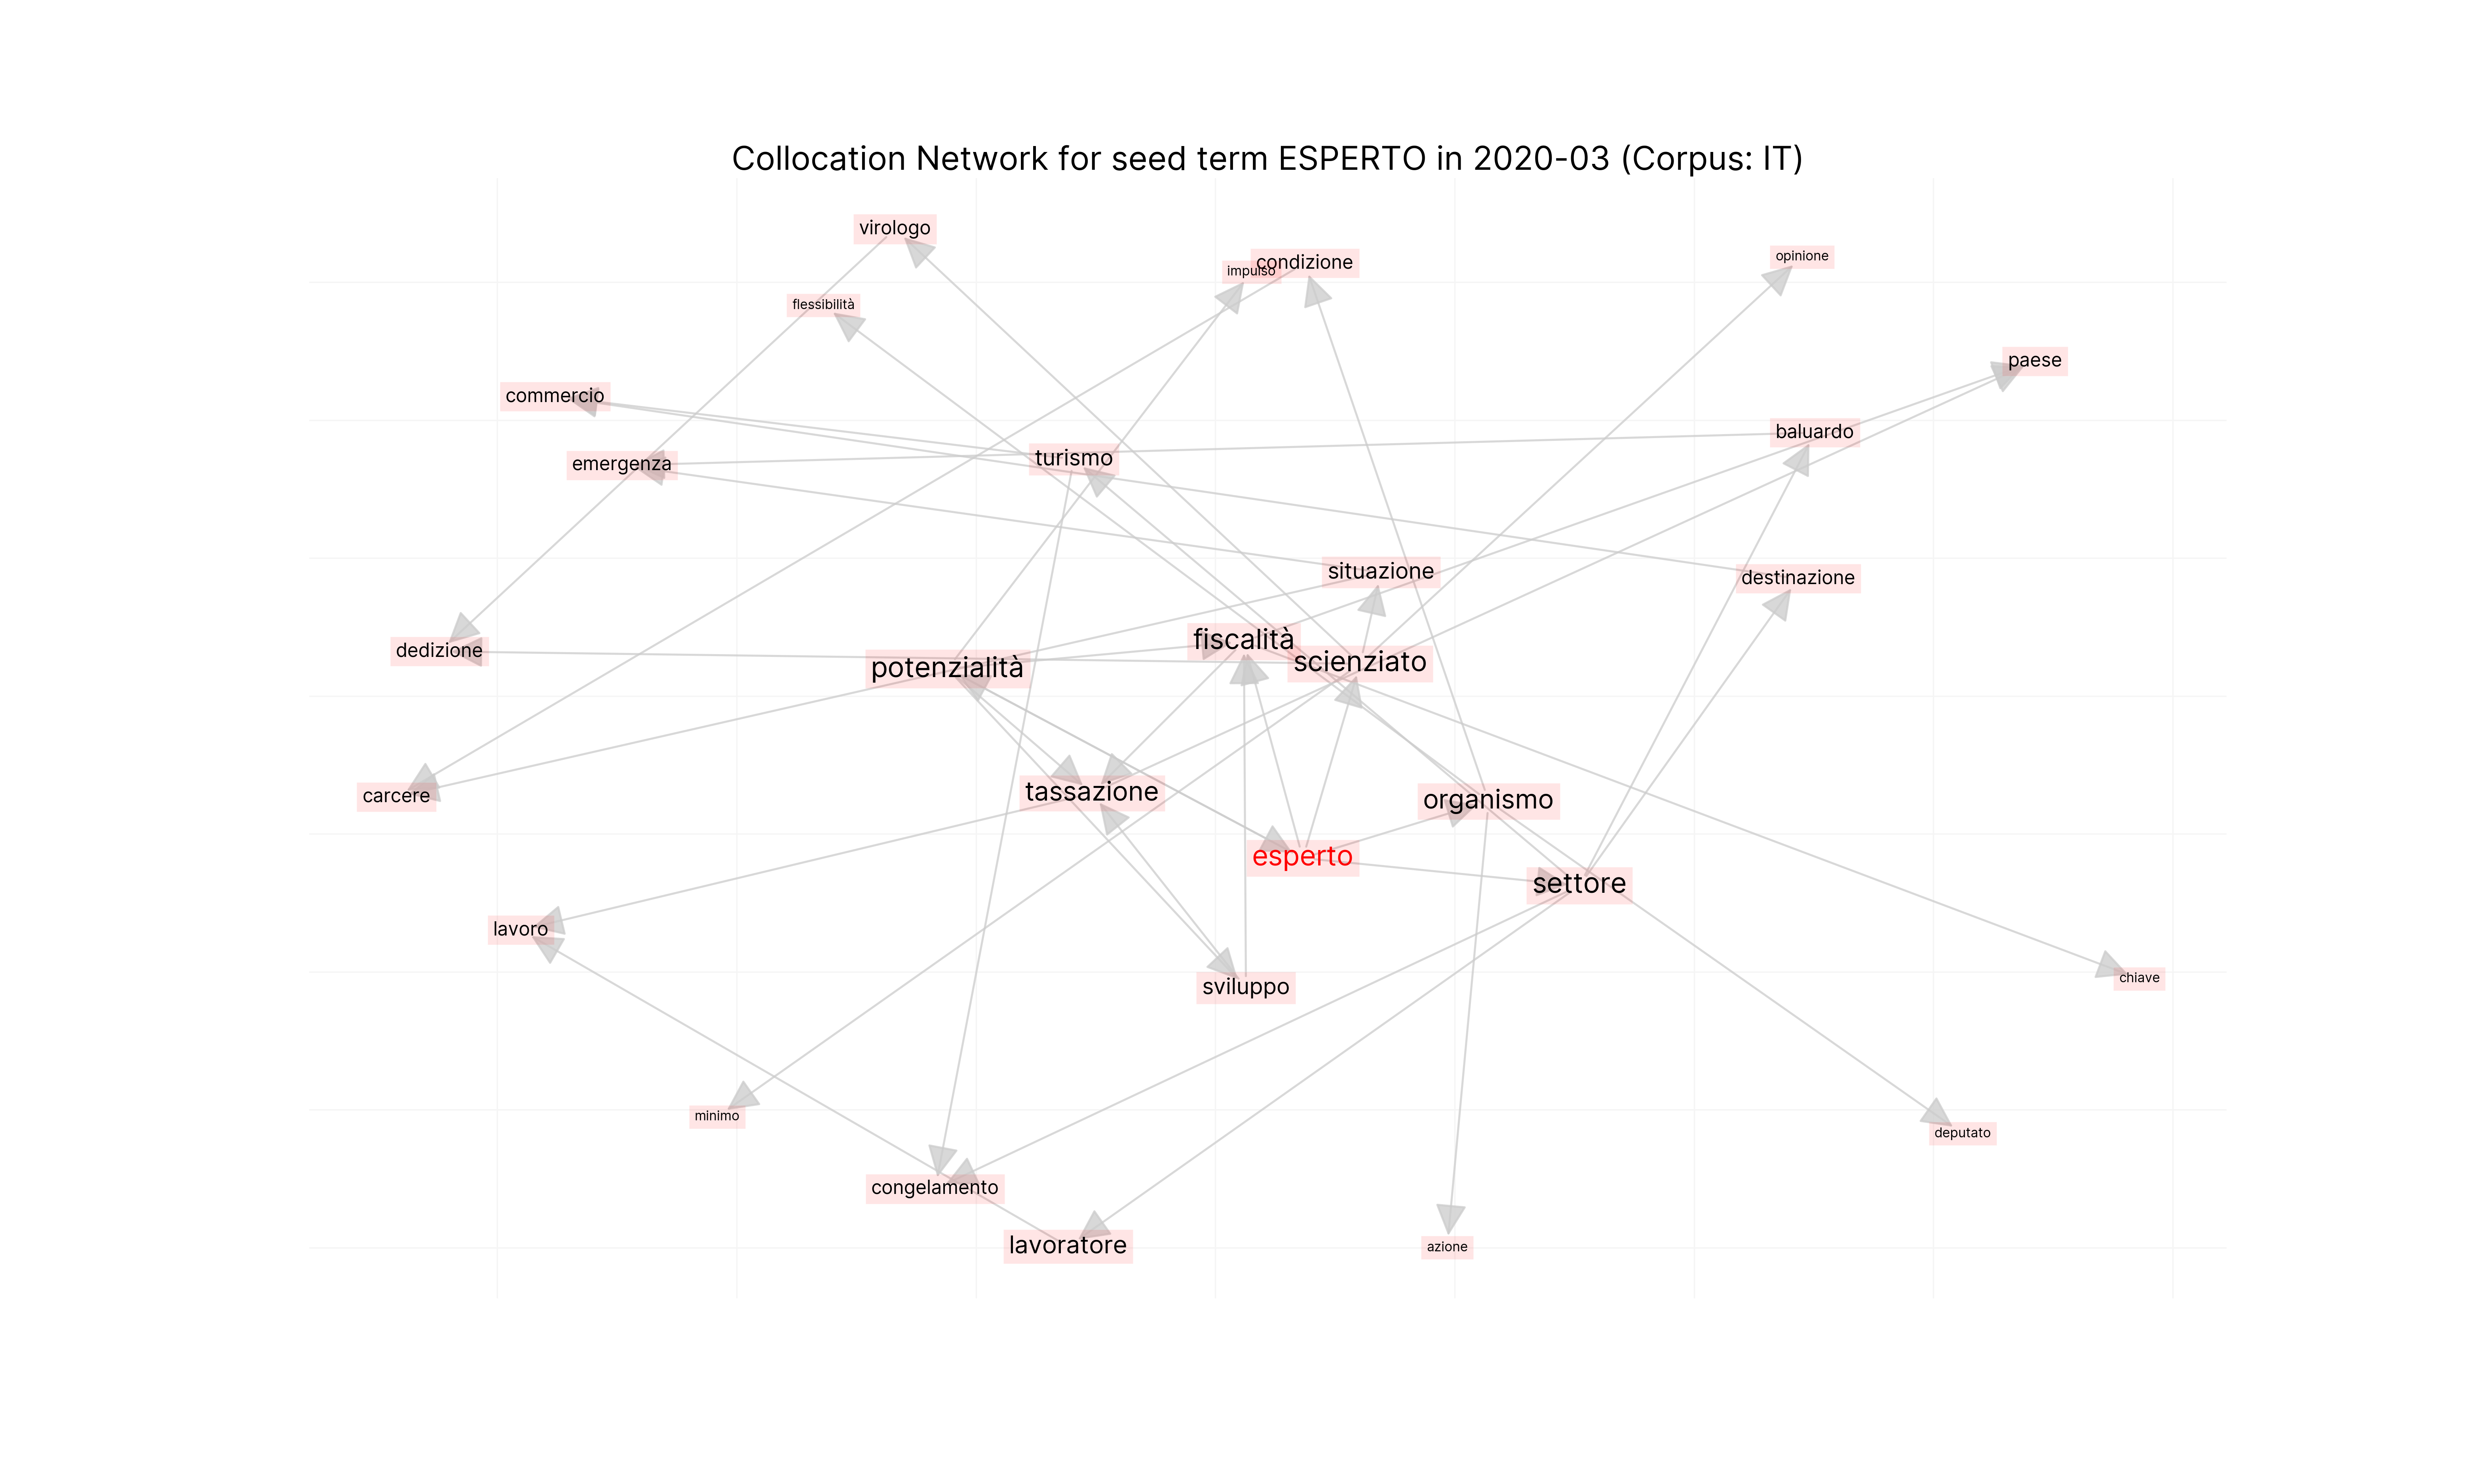 Collocation Network for seed term ESPERTO in 2020-03 (Corpus: IT)
virologo
opinione
condizione
impulso
flessibilità
paese
commercio
baluardo
turismo
emergenza
situazione
destinazione
fiscalità
dedizione
scienziato
potenzialità
tassazione
carcere
organismo
esperto
settore
lavoro
chiave
sviluppo
minimo
deputato
congelamento
lavoratore
azione